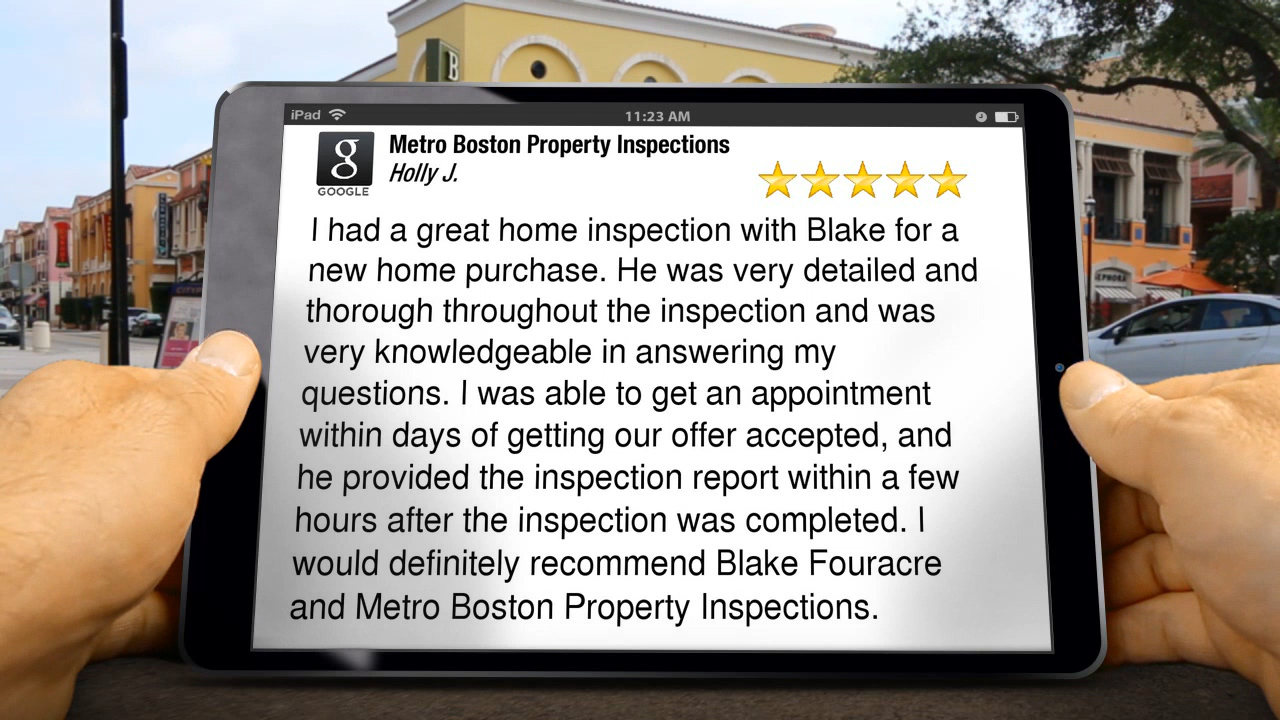 B
iPad
11:23 AM
g
GOOGLE
Metro Boston Property Inspections
Holly J.
I had a great home inspection with Blake for a
new home purchase. He was very detailed and
thorough throughout the inspection and was
very knowledgeable in answering my
questions. I was able to get an appointment
within days of getting our offer accepted, and
he provided the inspection report within a few
hours after the inspection was completed. I
would definitely recommend Blake Fouracre
and Metro Boston Property Inspections.